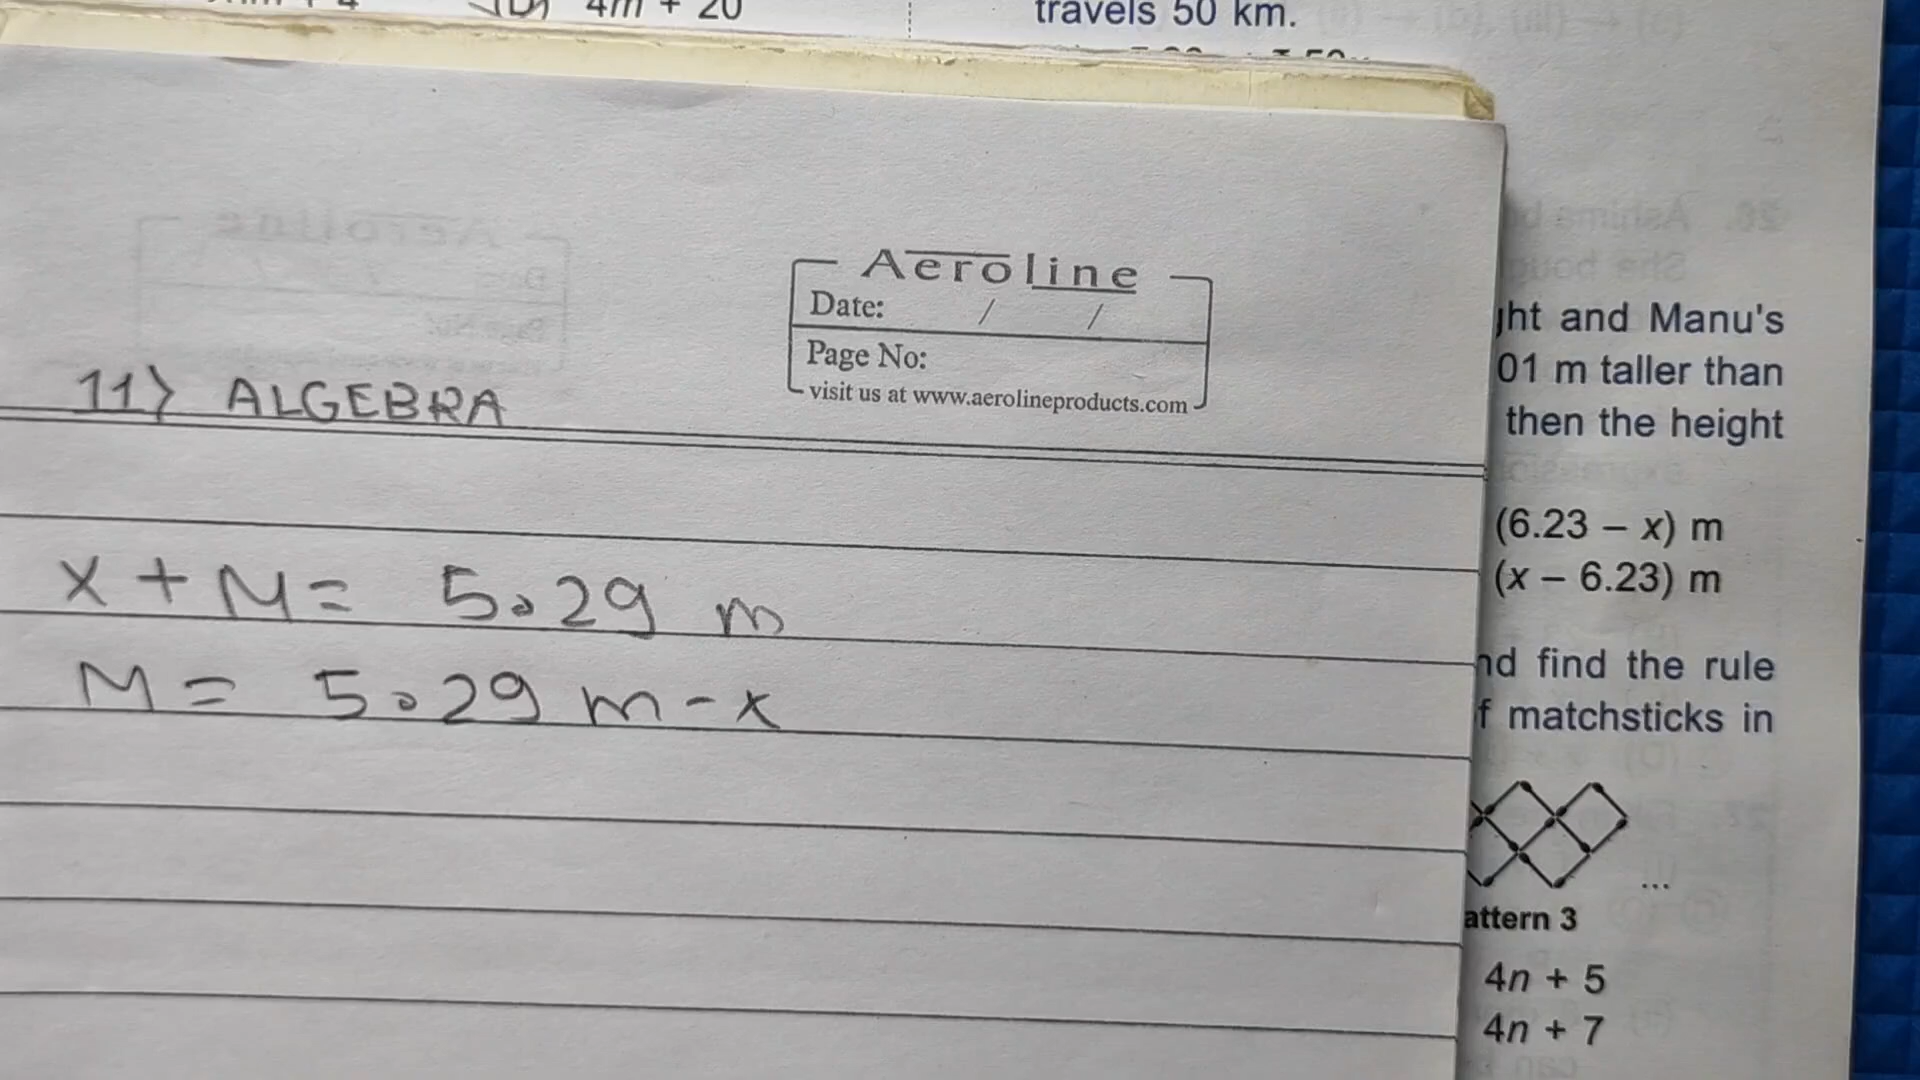 4m + 20
travels 50 km.
Aeroline
Date: / /
Page No:
visit us at www.aerolineproducts.com
11) ALGEBRA
x + M = 5.29 m
M = 5.29 m - x
and Manu's
01 m taller than
then the height
(6.23 – x) m
(x – 6.23) m
find the rule
matchsticks in
...
attern 3
4n + 5
4n + 7